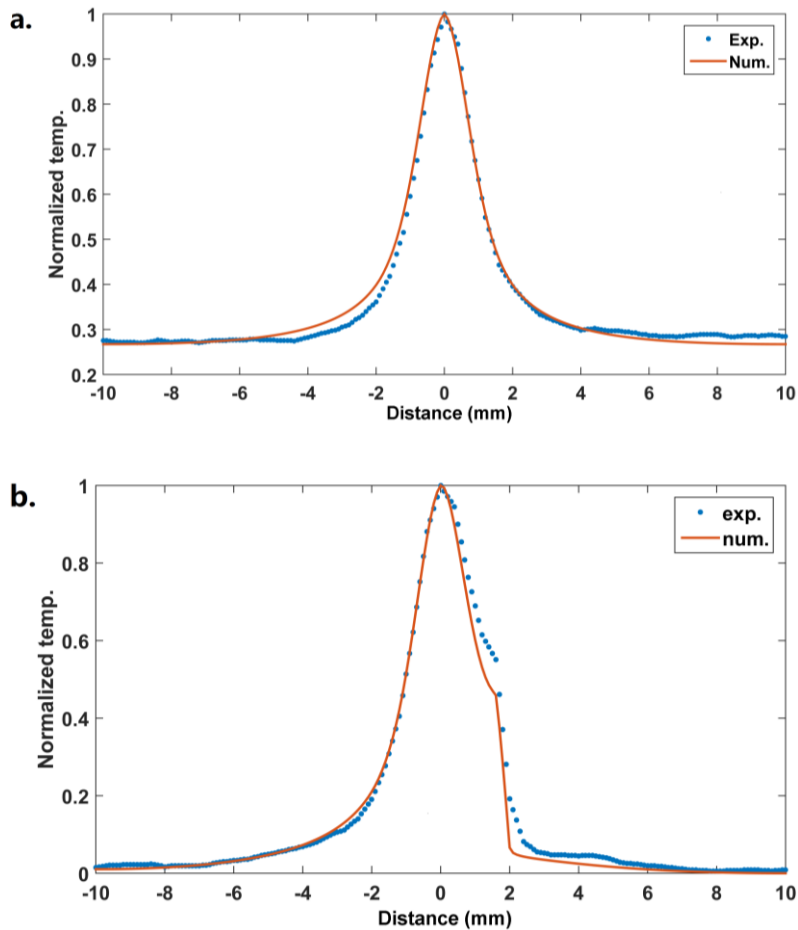 a.
Exp.
Num.
Normalized temp.
1
0.9
0.8
0.7
0.6
0.5
0.4
0.3
0.2
-10 -8 -6 -4 -2 0 2 4 6 8 10
Distance (mm)
b.
exp.
num.
Normalized temp.
1
0.8
0.6
0.4
0.2
0
-10 -8 -6 -4 -2 0 2 4 6 8 10
Distance (mm)